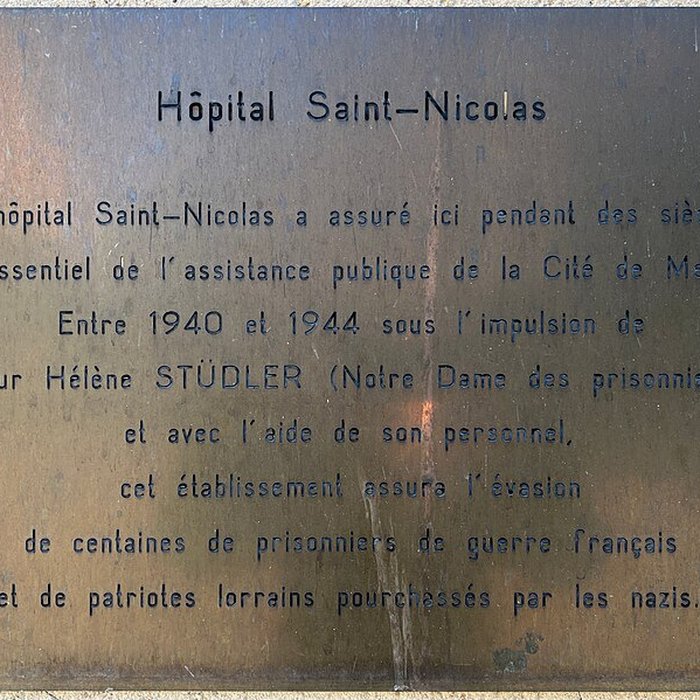 Hôpital Saint-Nicolas
hôpital Saint-Nicolas a assuré ici pendant des siè
ssentiel de l'assistance publique de la Cité de Me
Entre 1940 et 1944 sous l'impulsion de
ur Hélène STÜDLER (Notre Dame des prisonnie
et avec l'aide de son personnel,
cet établissement assura l'évasion
de centaines de prisonniers de guerre français
et de patriotes lorrains pourchassés par les nazis.